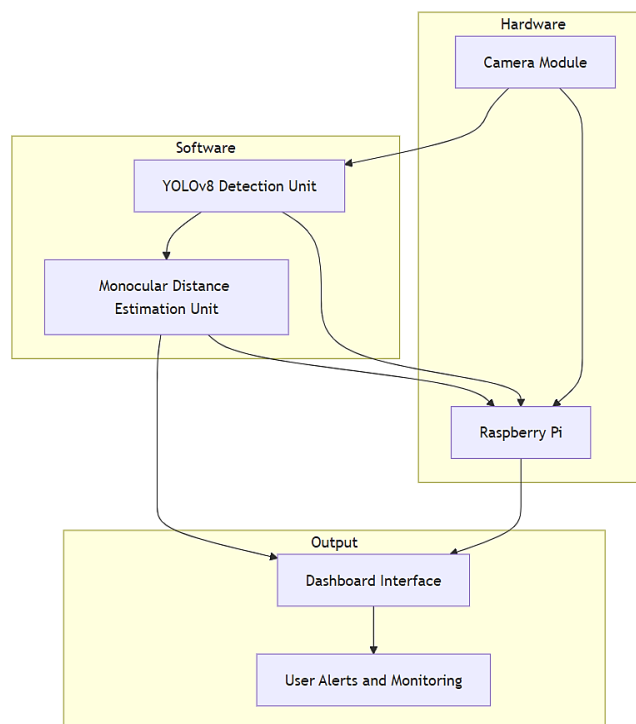 Hardware
Camera Module
Software
YOLOv8 Detection Unit
Monocular Distance
Estimation Unit
Raspberry Pi
Output
Dashboard Interface
User Alerts and Monitoring